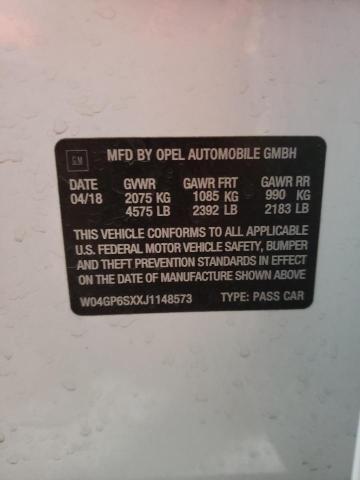 GM MFD BY OPEL AUTOMOBILE GMBH
DATE GVWR GAWR FRT GAWR RR
04/18 2075 KG 1085 KG 990 KG
4575 LB 2392 LB 2183 LB
THIS VEHICLE CONFORMS TO ALL APPLICABLE
U.S. FEDERAL MOTOR VEHICLE SAFETY, BUMPER
AND THEFT PREVENTION STANDARDS IN EFFECT
ON THE DATE OF MANUFACTURE SHOWN ABOVE
W04GP6SXXJ1148573 TYPE: PASS CAR